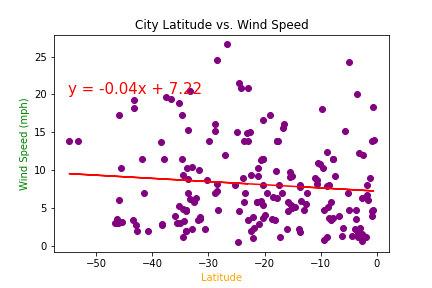 City Latitude vs. Wind Speed
y = -0.04x + 7.22
Wind Speed (mph)
25
20
15
10
5
0
−50 −40 −30 −20 −10 0
Latitude